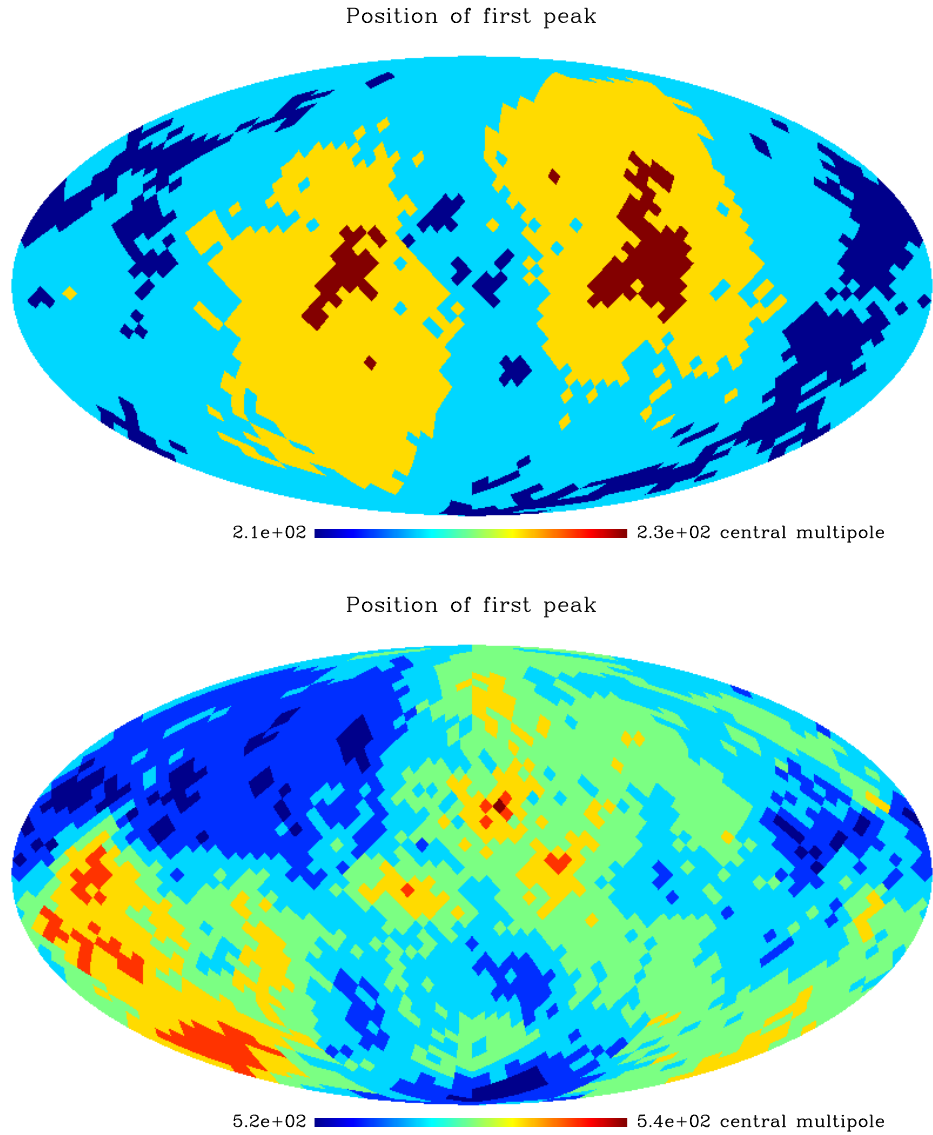 Position of first peak
2.1e+02 2.3e+02 central multipole
Position of first peak
5.2e+02 5.4e+02 central multipole